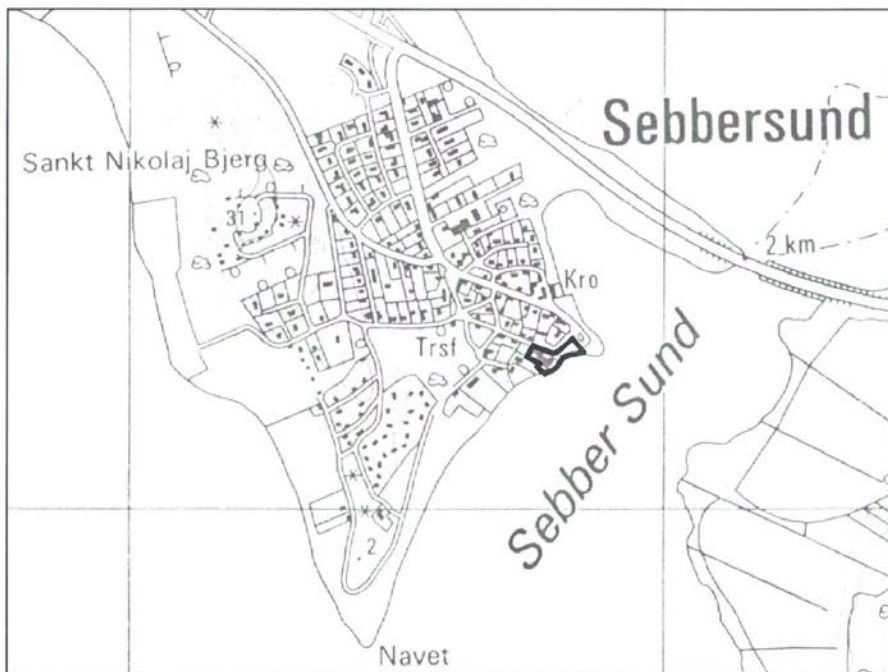 Sebbersund
Sankt Nikolaj Bjerg
31
2 km
Kro
Trsf
Sebber Sund
2
Navet